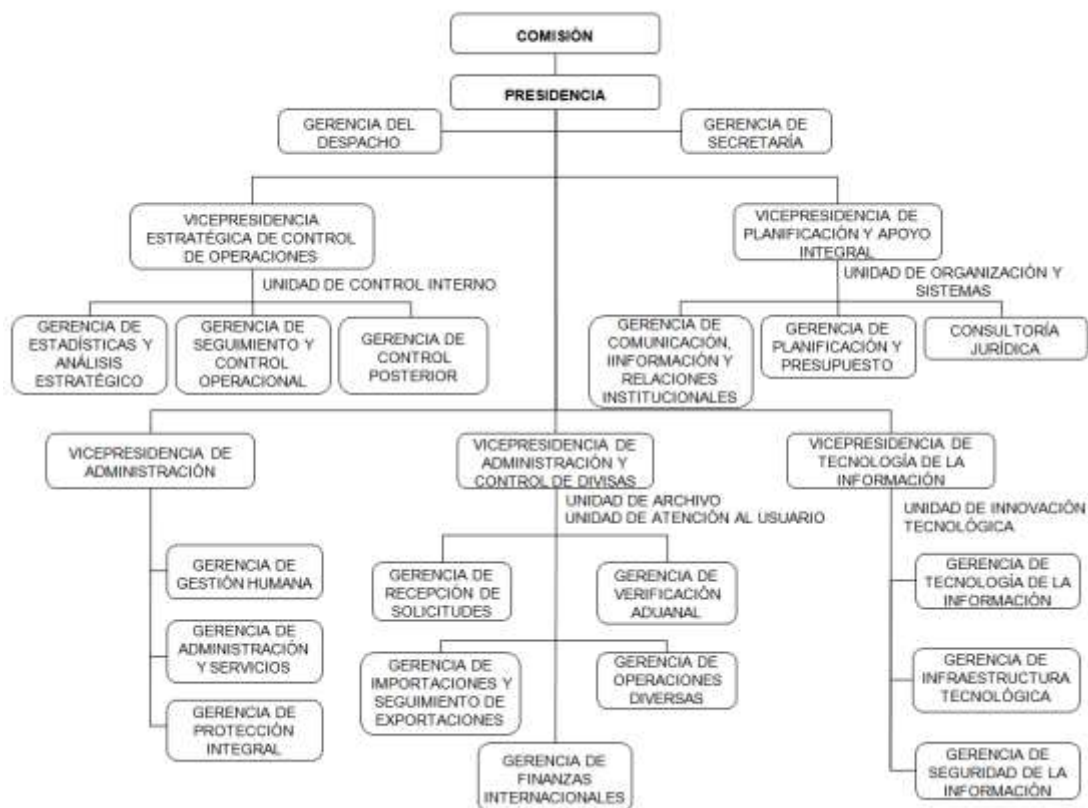 COMISIÓN
PRESIDENCIA
GERENCIA DEL
DESPACHO
GERENCIA DE
SECRETARÍA
VICEPRESIDENCIA
ESTRATÉGICA DE CONTROL
DE OPERACIONES
VICEPRESIDENCIA DE
PLANIFICACIÓN Y APOYO
INTEGRAL
UNIDAD DE CONTROL INTERNO
UNIDAD DE ORGANIZACIÓN Y
SISTEMAS
GERENCIA DE
ESTADÍSTICAS Y
ANÁLISIS
ESTRATÉGICO
GERENCIA DE
SEGUIMIENTO Y
CONTROL
OPERACIONAL
GERENCIA DE
CONTROL
POSTERIOR
GERENCIA DE
COMUNICACIÓN,
IINFORMACIÓN Y
RELACIONES
INSTITUCIONALES
GERENCIA DE
PLANIFICACIÓN Y
PRESUPUESTO
CONSULTORÍA
JURÍDICA
VICEPRESIDENCIA DE
ADMINISTRACIÓN
VICEPRESIDENCIA DE
ADMINISTRACIÓN Y
CONTROL DE DIVISAS
VICEPRESIDENCIA DE
TECNOLOGÍA DE LA
INFORMACIÓN
UNIDAD DE ARCHIVO
UNIDAD DE ATENCIÓN AL USUARIO
UNIDAD DE INNOVACIÓN
TECNOLÓGICA
GERENCIA DE
GESTIÓN HUMANA
GERENCIA DE
ADMINISTRACIÓN
Y SERVICIOS
GERENCIA DE
PROTECCIÓN
INTEGRAL
GERENCIA DE
RECEPCIÓN DE
SOLICITUDES
GERENCIA DE
VERIFICACIÓN
ADUANAL
GERENCIA DE
IMPORTACIONES Y
SEGUIMIENTO DE
EXPORTACIONES
GERENCIA DE
OPERACIONES
DIVERSAS
GERENCIA DE
FINANZAS
INTERNACIONALES
GERENCIA DE
TECNOLOGÍA DE LA
INFORMACIÓN
GERENCIA DE
INFRAESTRUCTURA
TECNOLÓGICA
GERENCIA DE
SEGURIDAD DE LA
INFORMACIÓN